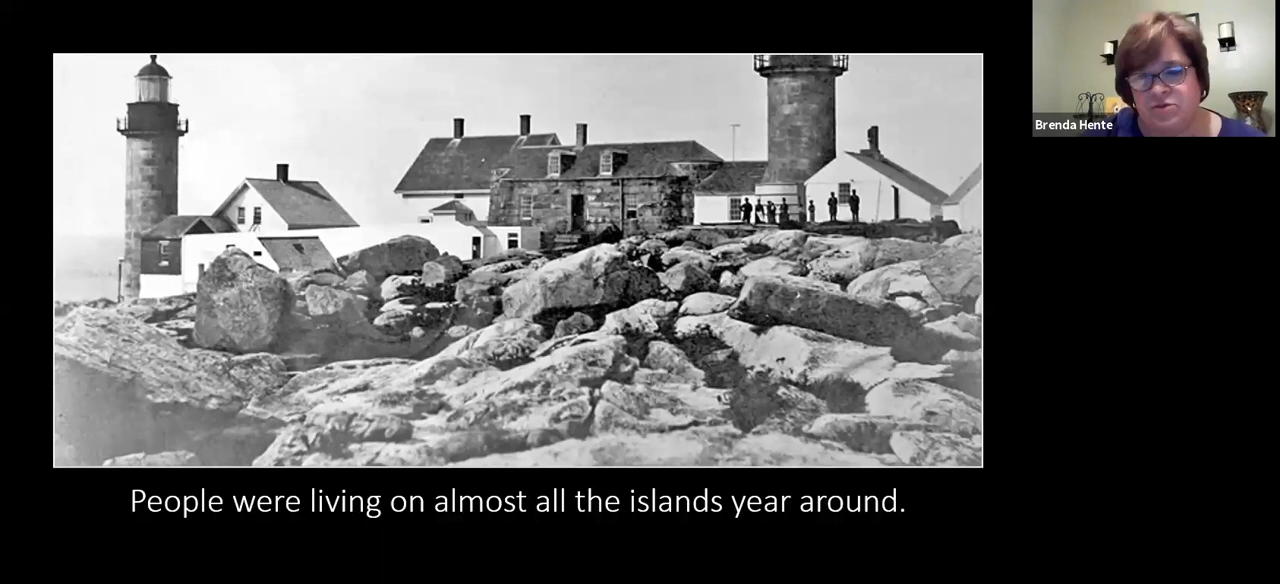 Brenda Hente
People were living on almost all the islands year around.